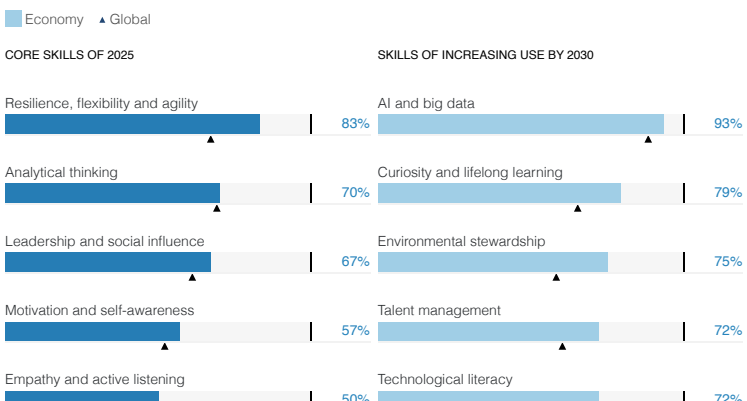 Economy Global
CORE SKILLS OF 2025
Resilience, flexibility and agility
83%
Analytical thinking
70%
Leadership and social influence
67%
Motivation and self-awareness
57%
Empathy and active listening
50%
SKILLS OF INCREASING USE BY 2030
AI and big data
93%
Curiosity and lifelong learning
79%
Environmental stewardship
75%
Talent management
72%
Technological literacy
72%